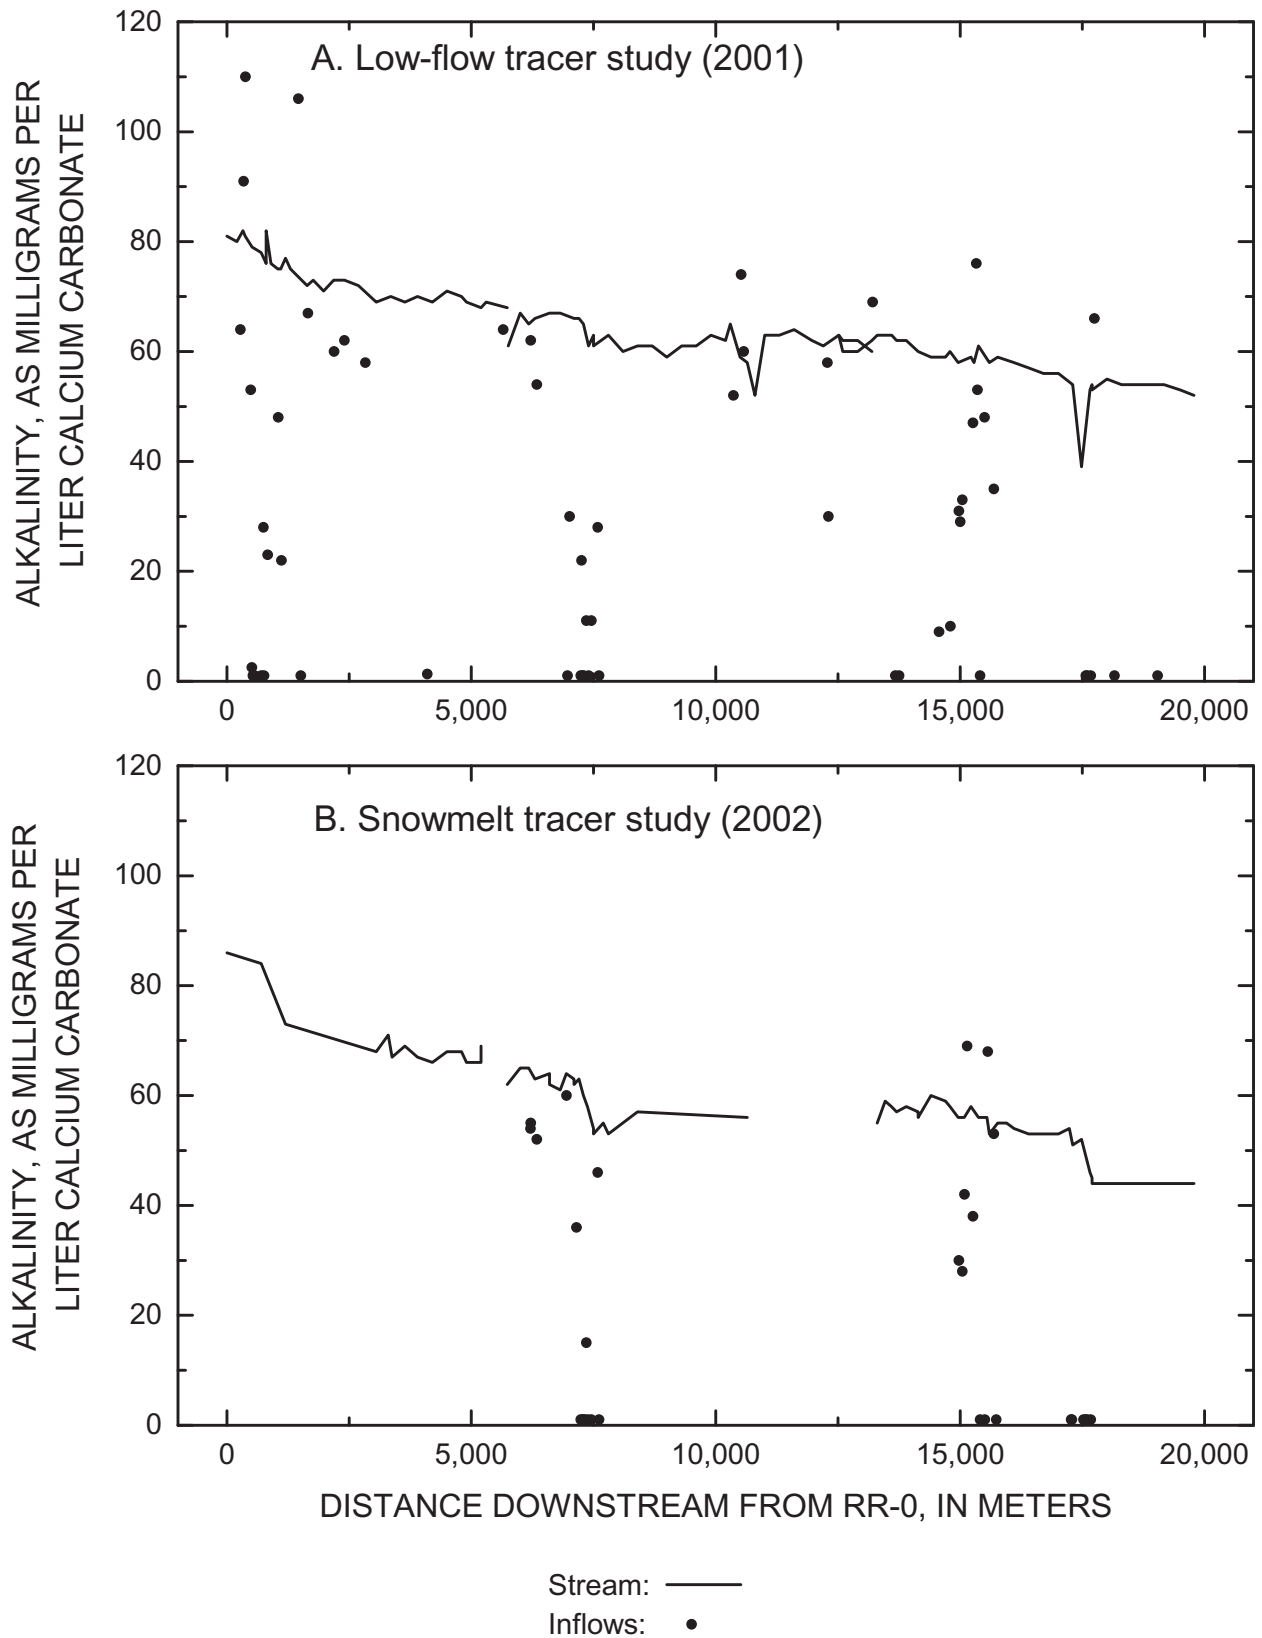 A. Low-flow tracer study (2001)
ALKALINITY, AS MILLIGRAMS PER
LITER CALCIUM CARBONATE
120
100
80
60
40
20
0
0 5,000 10,000 15,000 20,000
B. Snowmelt tracer study (2002)
ALKALINITY, AS MILLIGRAMS PER
LITER CALCIUM CARBONATE
120
100
80
60
40
20
0
0 5,000 10,000 15,000 20,000
DISTANCE DOWNSTREAM FROM RR-0, IN METERS
Stream:
Inflows: